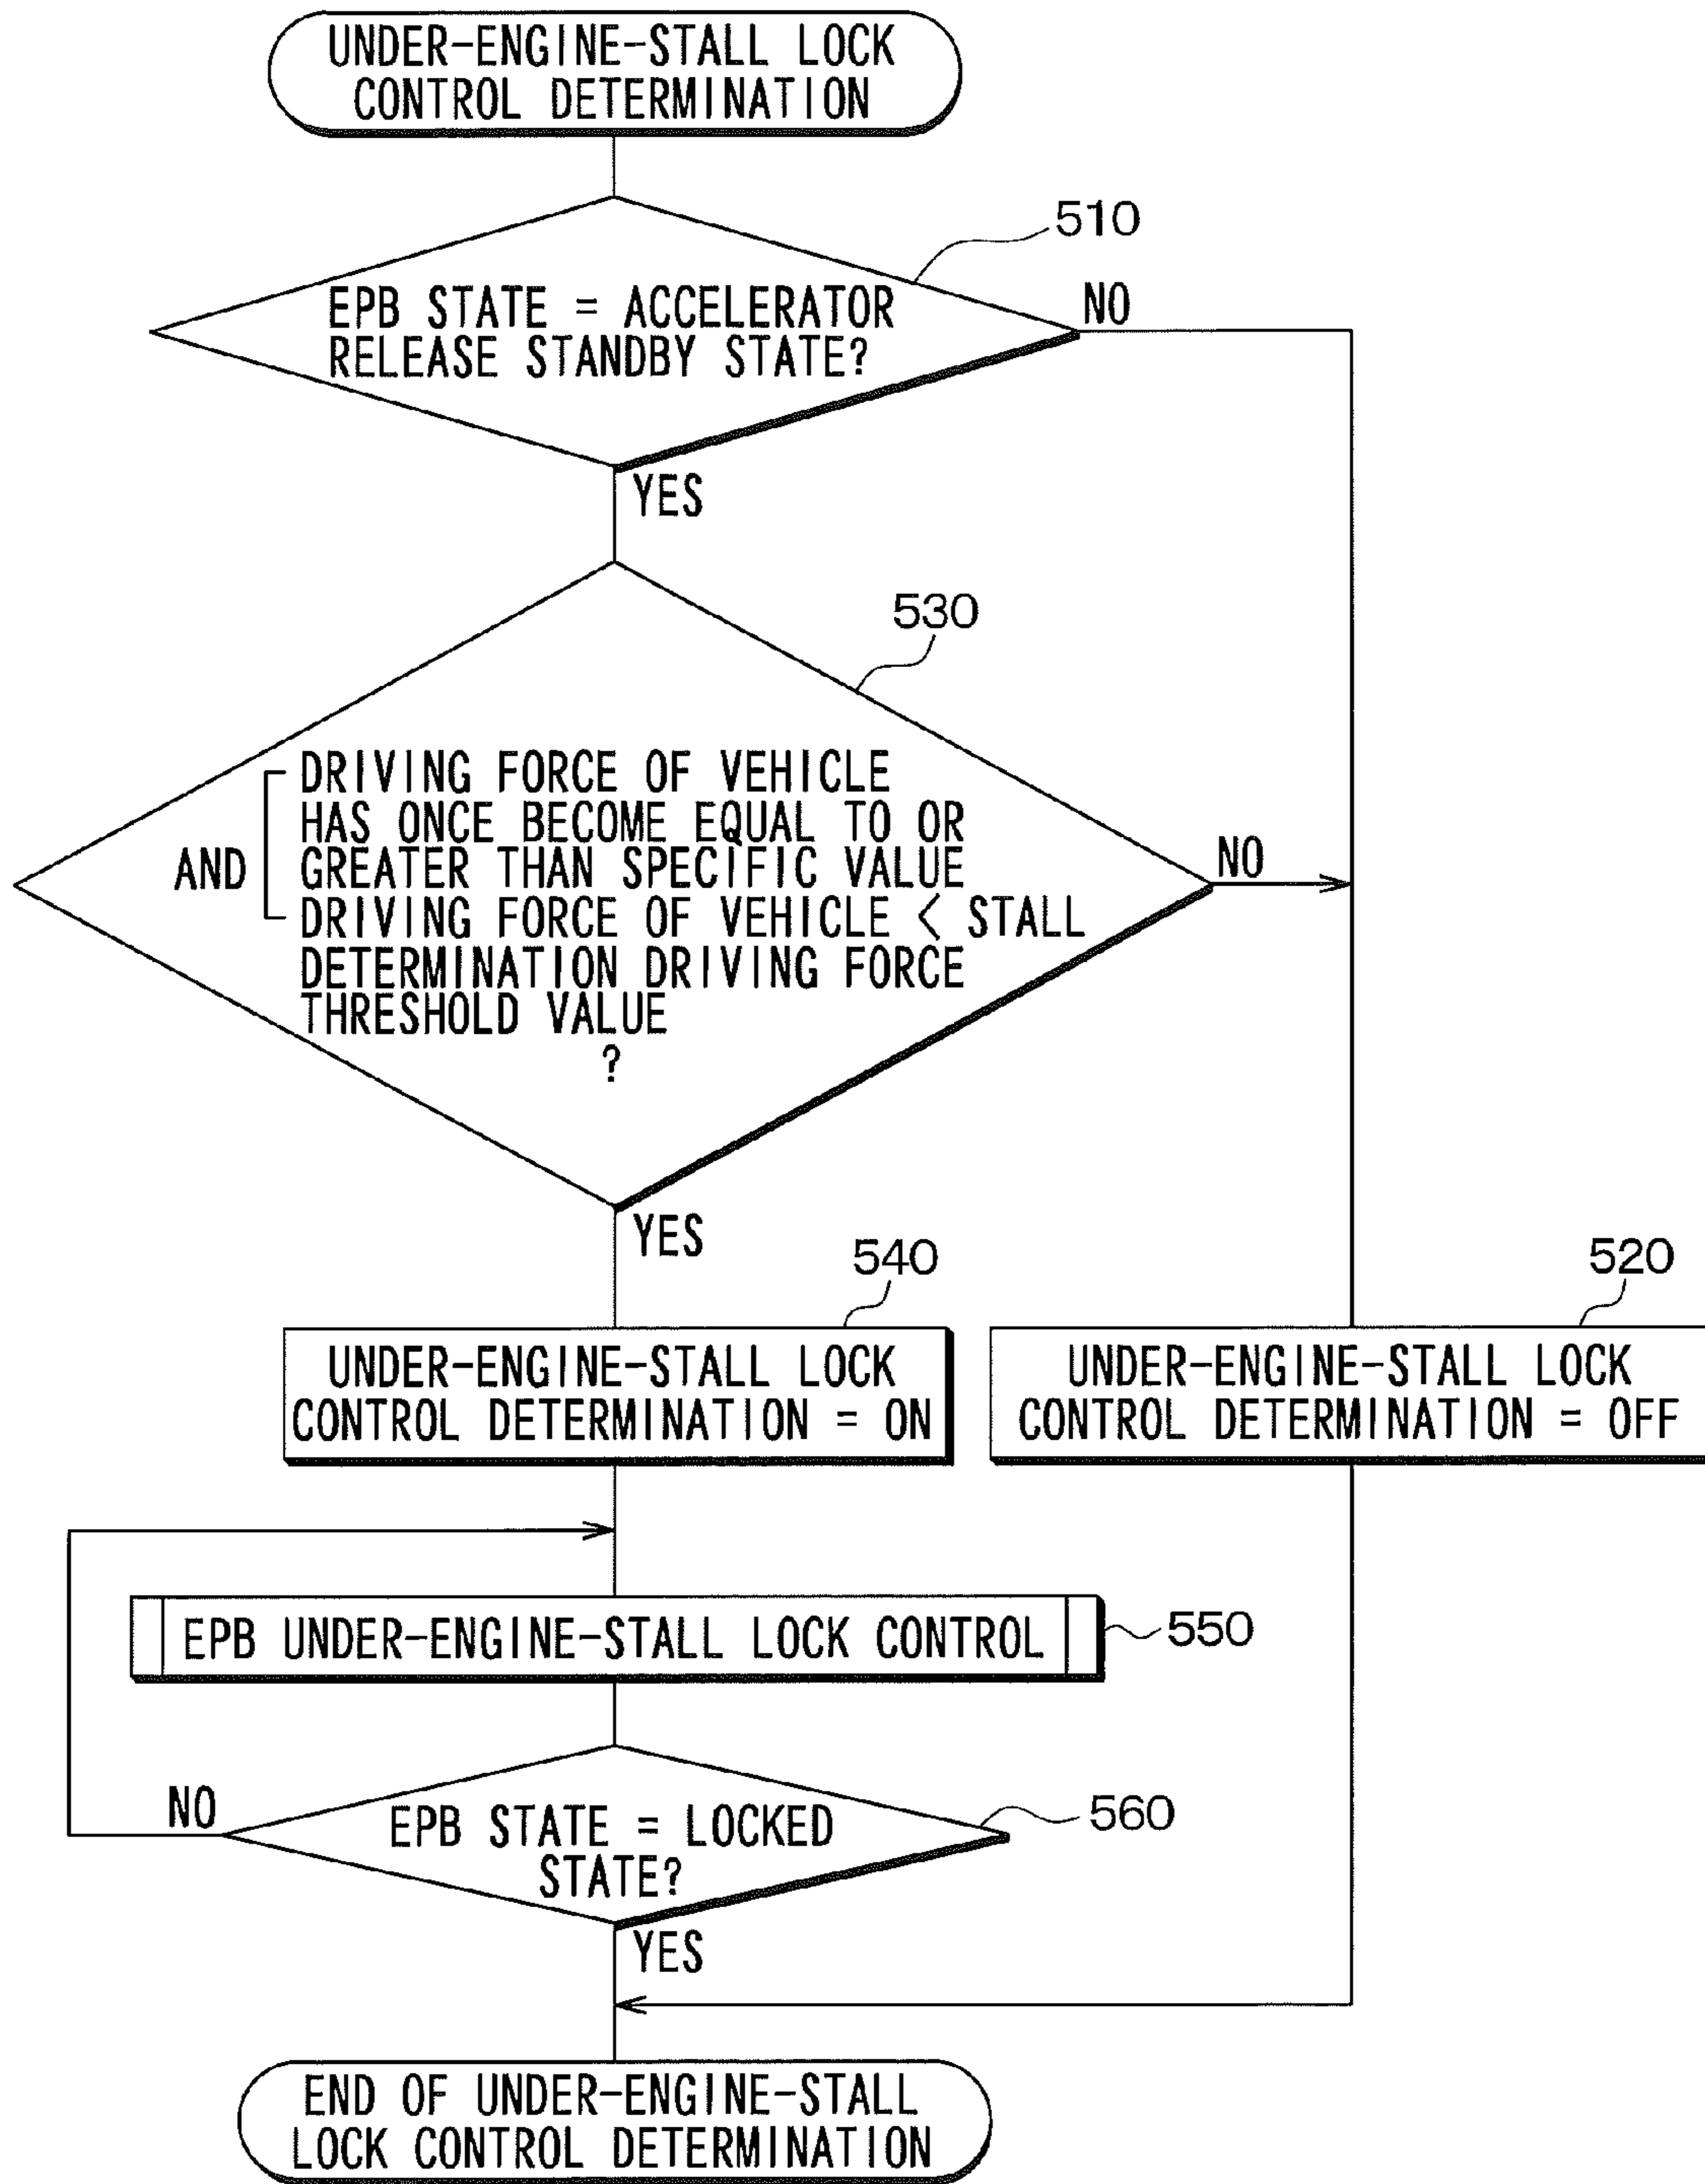 UNDER-ENGINE-STALL LOCK
CONTROL DETERMINATION
510
EPB STATE = ACCELERATOR
RELEASE STANDBY STATE?
NO
YES
530
AND
DRIVING FORCE OF VEHICLE
HAS ONCE BECOME EQUAL TO OR
GREATER THAN SPECIFIC VALUE
DRIVING FORCE OF VEHICLE < STALL
DETERMINATION DRIVING FORCE
THRESHOLD VALUE
?
NO
YES
540
UNDER-ENGINE-STALL LOCK
CONTROL DETERMINATION = ON
520
UNDER-ENGINE-STALL LOCK
CONTROL DETERMINATION = OFF
EPB UNDER-ENGINE-STALL LOCK CONTROL
550
NO
EPB STATE = LOCKED
STATE?
560
YES
END OF UNDER-ENGINE-STALL
LOCK CONTROL DETERMINATION